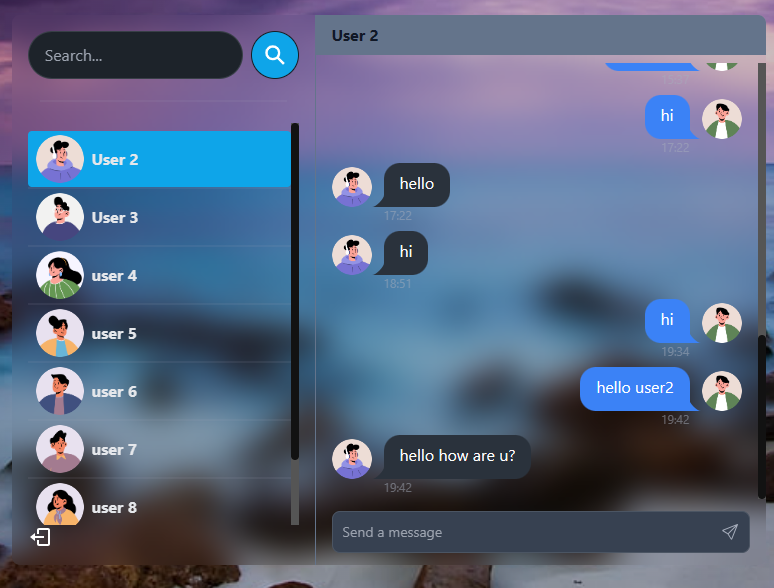 Search...
User 2
User 3
user 4
user 5
user 6
user 7
user 8
User 2
hi
17:22
hello
17:22
hi
18:51
hi
19:34
hello user2
19:42
hello how are u?
19:42
Send a message